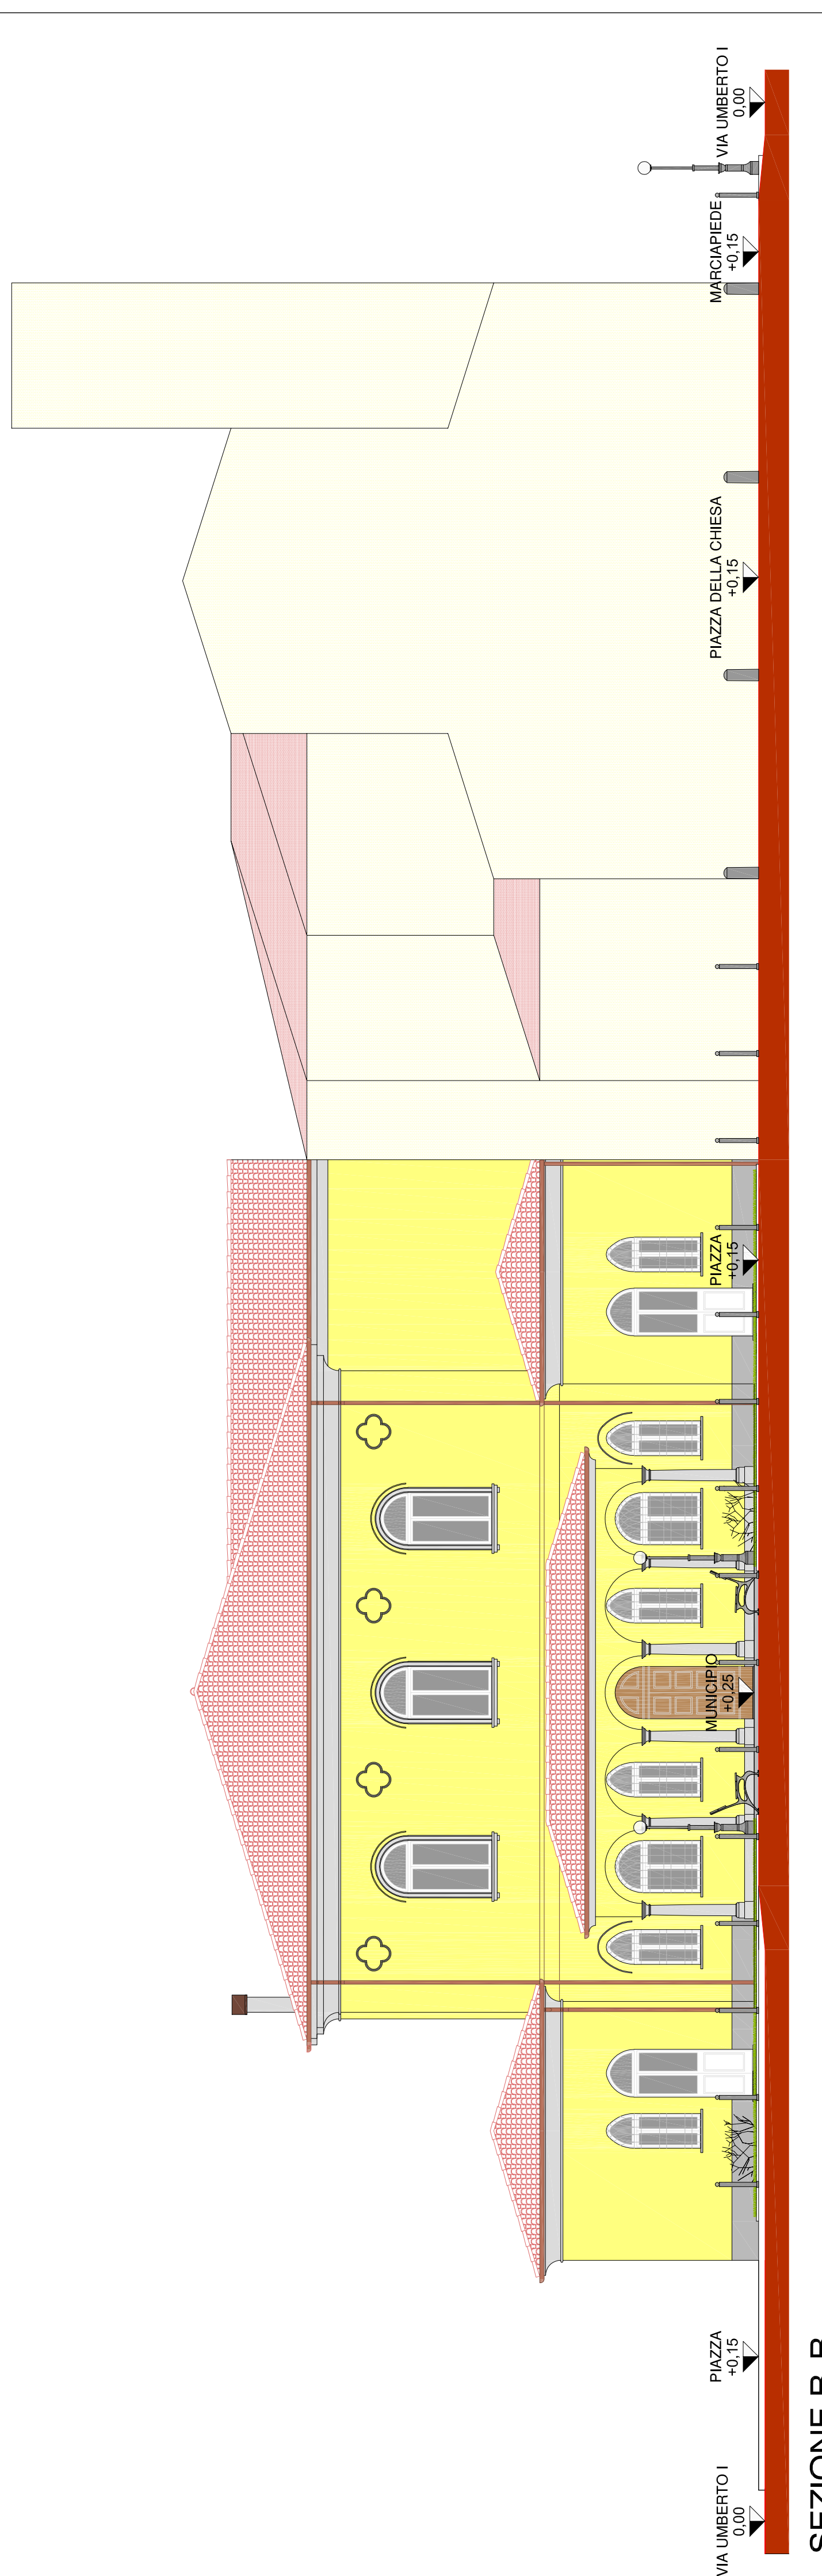 VIA UMBERTO I
0,00
PIAZZA
+0,15
MUNICIPIO
+0,25
PIAZZA
+0,15
PIAZZA DELLA CHIESA
+0,15
MARCIAPIEDE
+0,15
VIA UMBERTO I
0,00
SEZIONE B-B